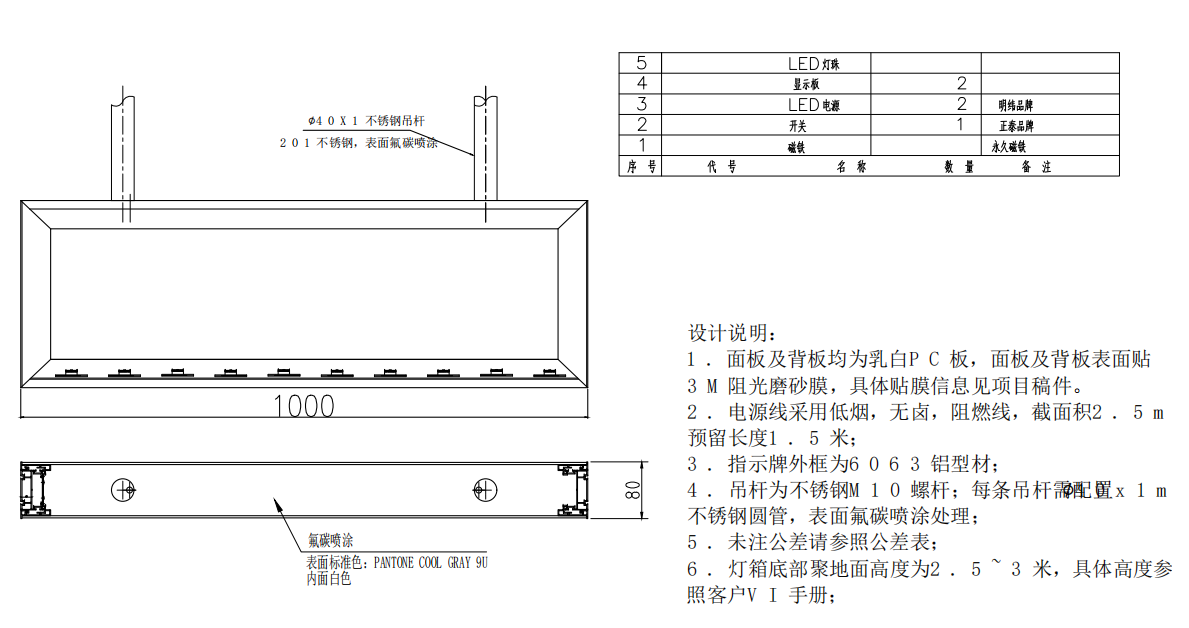 5 LED灯珠
4 显示板 2
3 LED电源 2 明纬品牌
2 开关 1 正泰品牌
1 磁铁 永久磁铁
序号 代号 名称 数量 备注
ø40X1不锈钢吊杆
201不锈钢，表面氟碳喷涂
1000
80
氟碳喷涂
表面标准色：PANTONE COOL GRAY 9U
内面白色
设计说明：
1．面板及背板均为乳白PC板，面板及背板表面贴
3M阻光磨砂膜，具体贴膜信息见项目稿件。
2．电源线采用低烟，无卤，阻燃线，截面积2．5m
预留长度1．5米；
3．指示牌外框为6063铝型材；
4．吊杆为不锈钢M10螺杆；每条吊杆需配置x1m
不锈钢圆管，表面氟碳喷涂处理；
5．未注公差请参照公差表；
6．灯箱底部聚地面高度为2．5~3米，具体高度参
照客户VI手册；